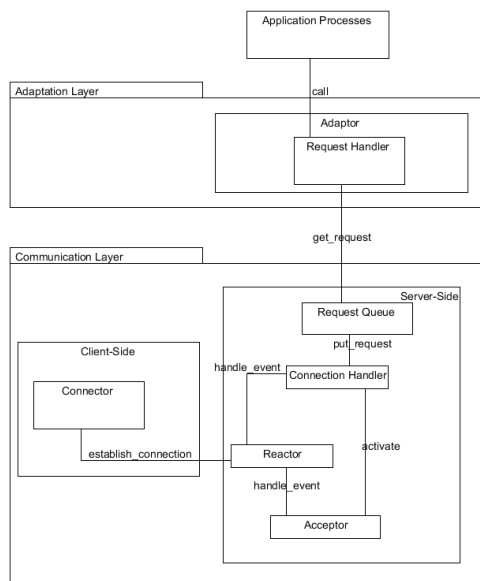 Application Processes
Adaptation Layer
call
Adaptor
Request Handler
get_request
Communication Layer
Server-Side
Request Queue
put_request
Client-Side
handle_event
Connection Handler
Connector
activate
establish_connection
Reactor
handle_event
Acceptor